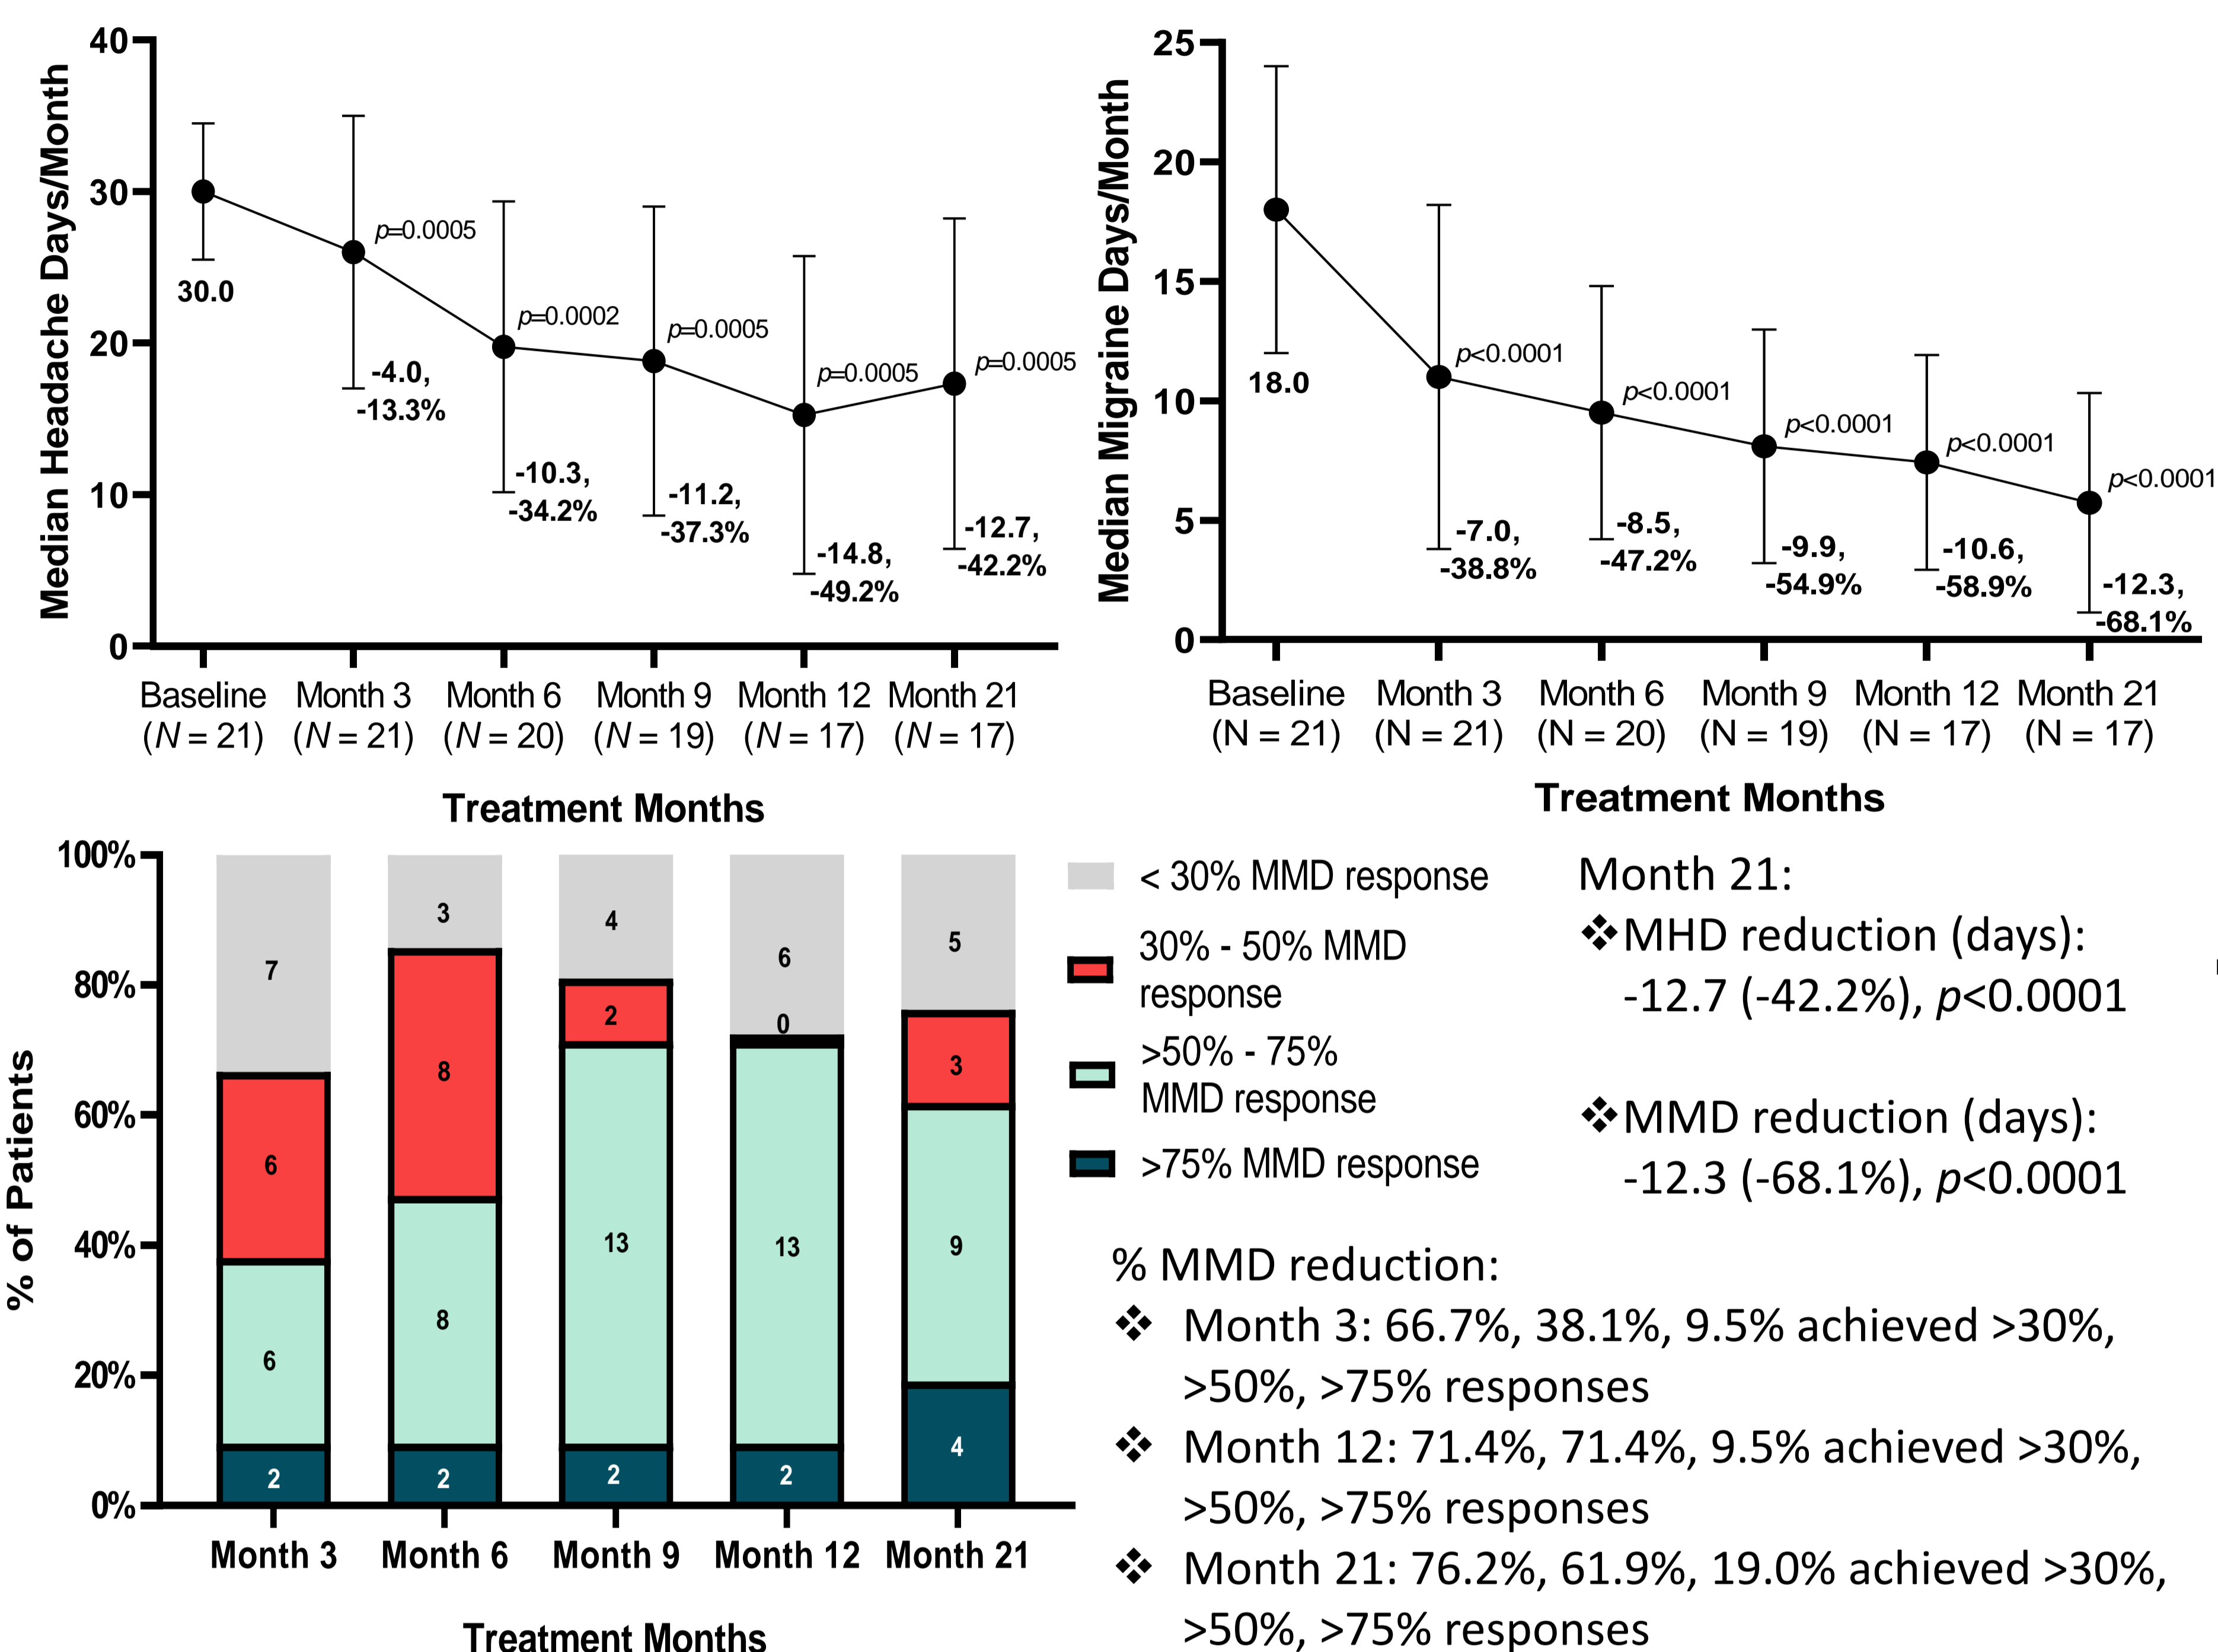 40
30
20
10
0
Median Headache Days/Month
30.0
p=0.0005
-4.0,
-13.3%
p=0.0002
-10.3,
-34.2%
p=0.0005
-11.2,
-37.3%
p=0.0005
-14.8,
-49.2%
p=0.0005
-12.7,
-42.2%
Baseline Month 3 Month 6 Month 9 Month 12 Month 21
(N = 21) (N = 21) (N = 20) (N = 19) (N = 17) (N = 17)
Treatment Months
25
20
15
10
5
0
Median Migraine Days/Month
18.0
p<0.0001
-7.0,
-38.8%
p<0.0001
-8.5,
-47.2%
p<0.0001
-9.9,
-54.9%
p<0.0001
-10.6,
-58.9%
p<0.0001
-12.3,
-68.1%
Baseline Month 3 Month 6 Month 9 Month 12 Month 21
(N = 21) (N = 21) (N = 20) (N = 19) (N = 17) (N = 17)
Treatment Months
100%
80%
60%
40%
20%
0%
% of Patients
7
6
6
2
3
8
8
2
4
2
13
2
6
0
13
2
5
3
9
4
Month 3 Month 6 Month 9 Month 12 Month 21
Treatment Months
< 30% MMD response
30% - 50% MMD
response
>50% - 75%
MMD response
>75% MMD response
Month 21:
❖MHD reduction (days):
-12.7 (-42.2%), p<0.0001
❖MMD reduction (days):
-12.3 (-68.1%), p<0.0001
% MMD reduction:
❖ Month 3: 66.7%, 38.1%, 9.5% achieved >30%,
>50%, >75% responses
❖ Month 12: 71.4%, 71.4%, 9.5% achieved >30%,
>50%, >75% responses
❖ Month 21: 76.2%, 61.9%, 19.0% achieved >30%,
>50%, >75% responses